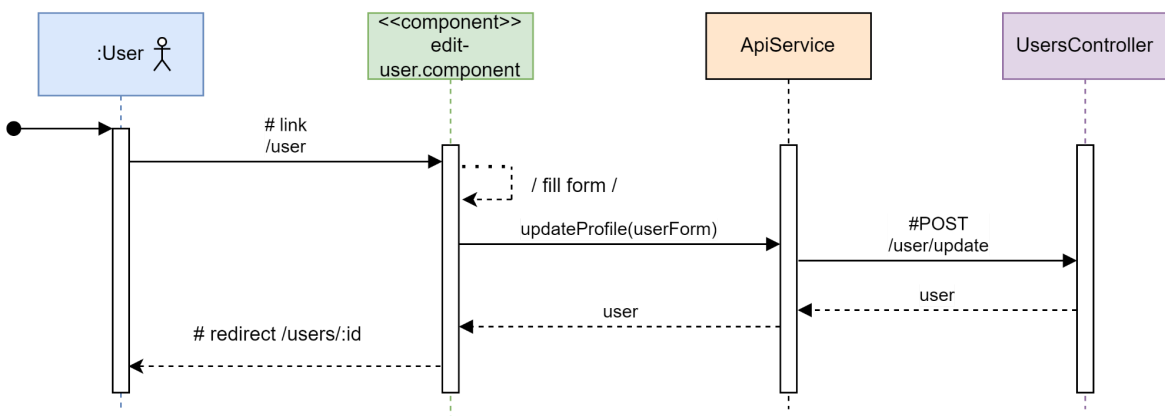 :User
<<component>>
edit-
user.component
ApiService
UsersController
# link
/user
/ fill form /
updateProfile(userForm)
#POST
/user/update
user
user
# redirect /users/:id